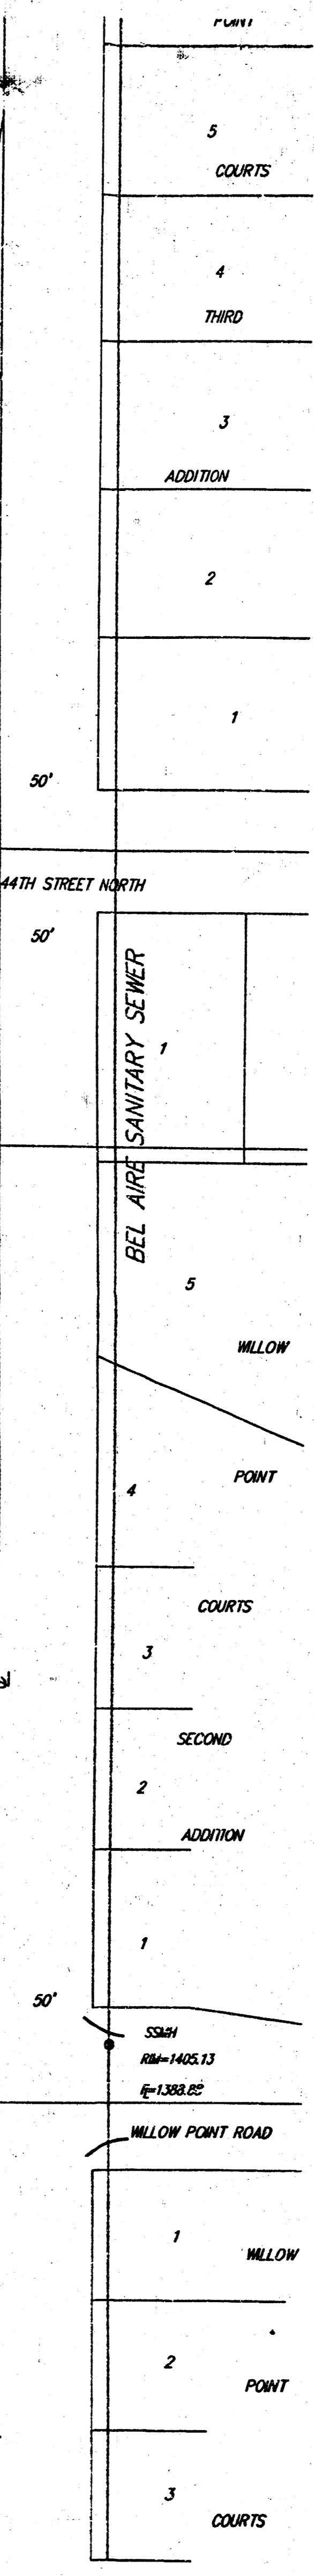 POINT
5
COURTS
4
THIRD
3
ADDITION
2
1
50'
44TH STREET NORTH
50'
BEL AIRE SANITARY SEWER
1
5
WILLOW
POINT
4
COURTS
3
SECOND
2
ADDITION
1
50'
SSMH
RIM=1405.13
WILLOW POINT ROAD
1
WILLOW
2
POINT
3
COURTS